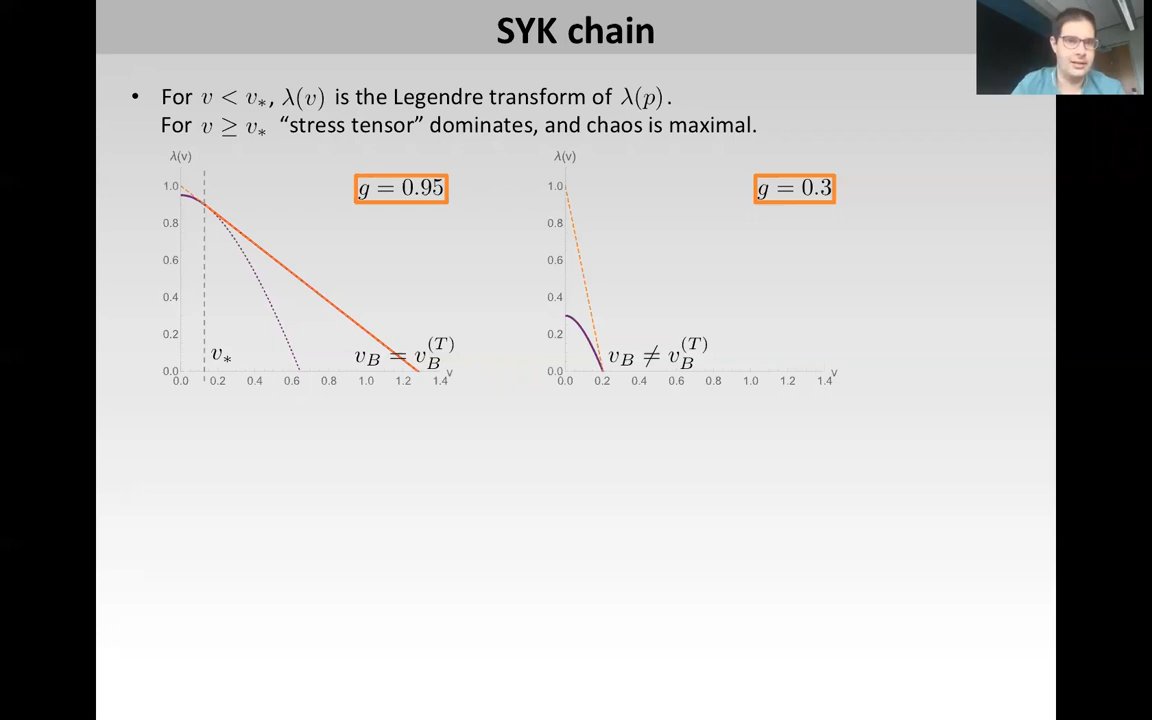 SYK chain
• For v < v_*, λ(v) is the Legendre transform of λ(p).
For v ≥ v_* “stress tensor” dominates, and chaos is maximal.
λ(v)
1.0
0.8
0.6
0.4
0.2
0.0
g = 0.95
v_*
v_B = v_B^{(T)}
0.0 0.2 0.4 0.6 0.8 1.0 1.2 1.4 v
λ(v)
1.0
0.8
0.6
0.4
0.2
0.0
g = 0.3
v_B ≠ v_B^{(T)}
0.0 0.2 0.4 0.6 0.8 1.0 1.2 1.4 v